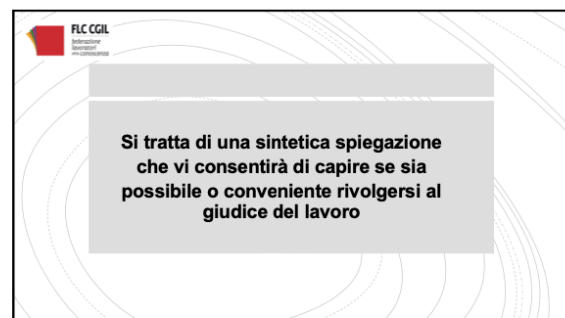 FLC CGIL
federazione
lavoratori
della conoscenza
Si tratta di una sintetica spiegazione
che vi consentirà di capire se sia
possibile o conveniente rivolgersi al
giudice del lavoro